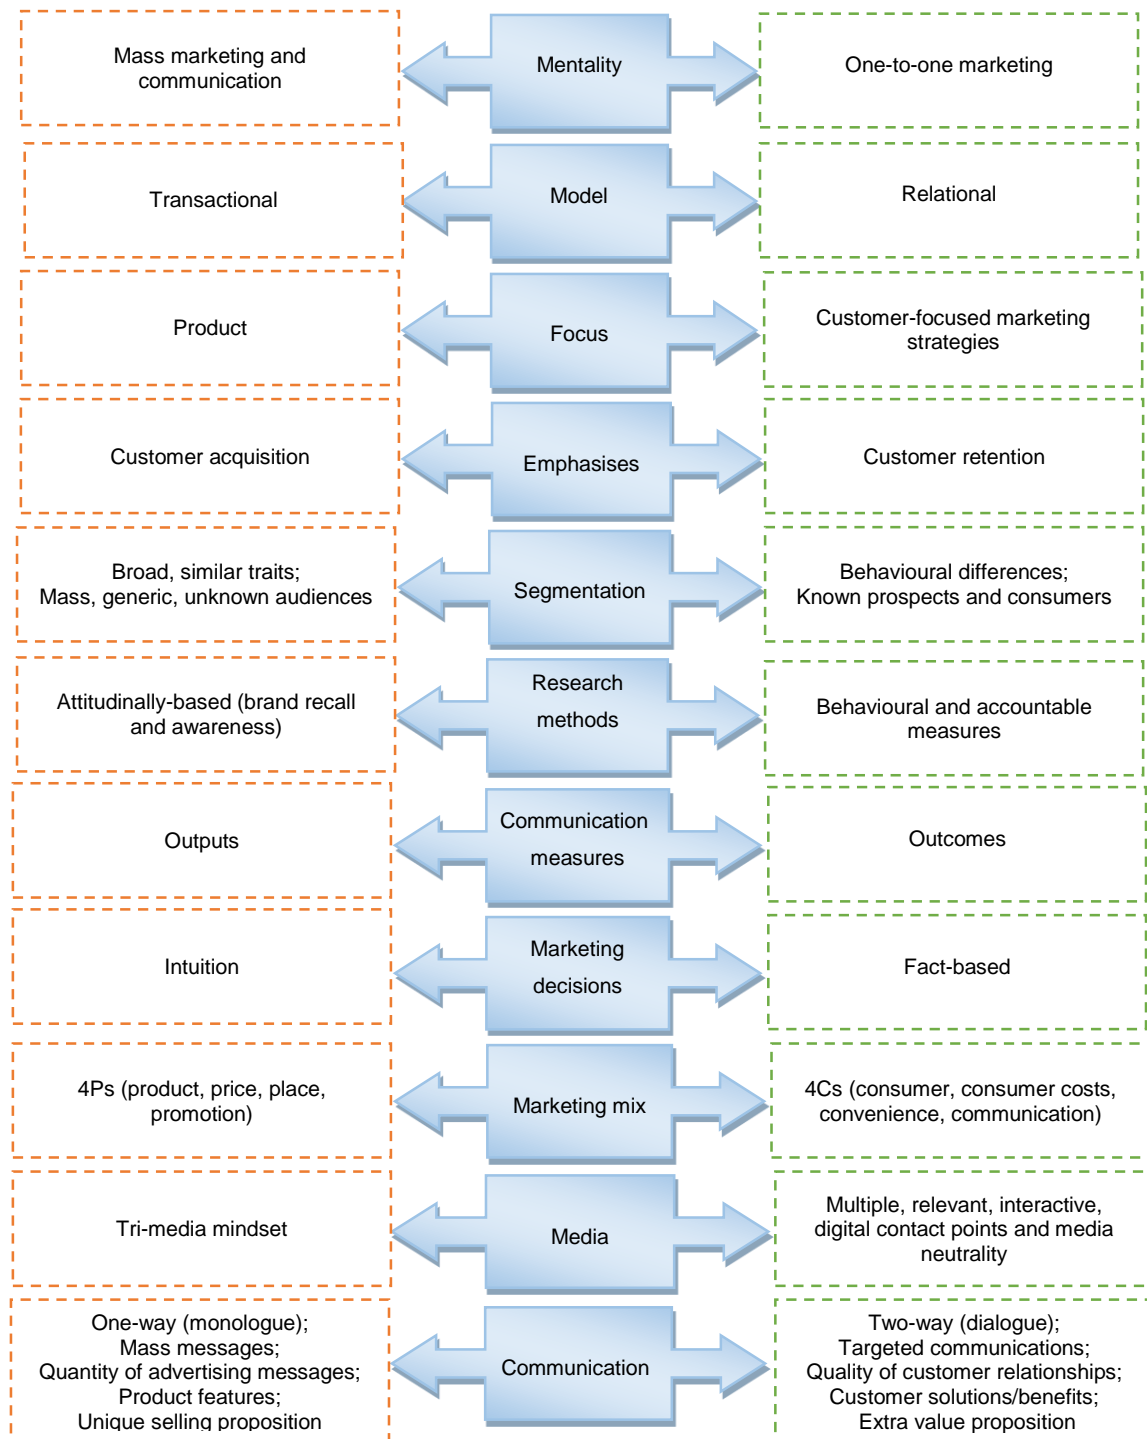 Mass marketing and
communication
Mentality
One-to-one marketing
Transactional
Model
Relational
Product
Focus
Customer-focused marketing
strategies
Customer acquisition
Emphasises
Customer retention
Broad, similar traits;
Mass, generic, unknown audiences
Segmentation
Behavioural differences;
Known prospects and consumers
Attitudinally-based (brand recall
and awareness)
Research
methods
Behavioural and accountable
measures
Outputs
Communication
measures
Outcomes
Intuition
Marketing
decisions
Fact-based
4Ps (product, price, place,
promotion)
Marketing mix
4Cs (consumer, consumer costs,
convenience, communication)
Tri-media mindset
Media
Multiple, relevant, interactive,
digital contact points and media
neutrality
One-way (monologue);
Mass messages;
Quantity of advertising messages;
Product features;
Unique selling proposition
Communication
Two-way (dialogue);
Targeted communications;
Quality of customer relationships;
Customer solutions/benefits;
Extra value proposition